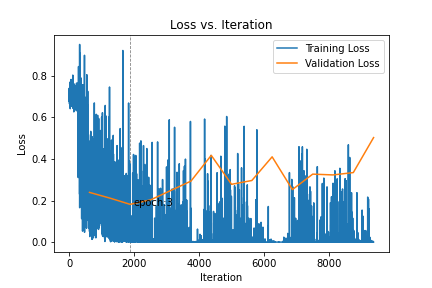 Loss vs. Iteration
Training Loss
Validation Loss
0.8
0.6
0.4
0.2
0.0
Loss
epoch:3
0
2000
4000
6000
8000
Iteration